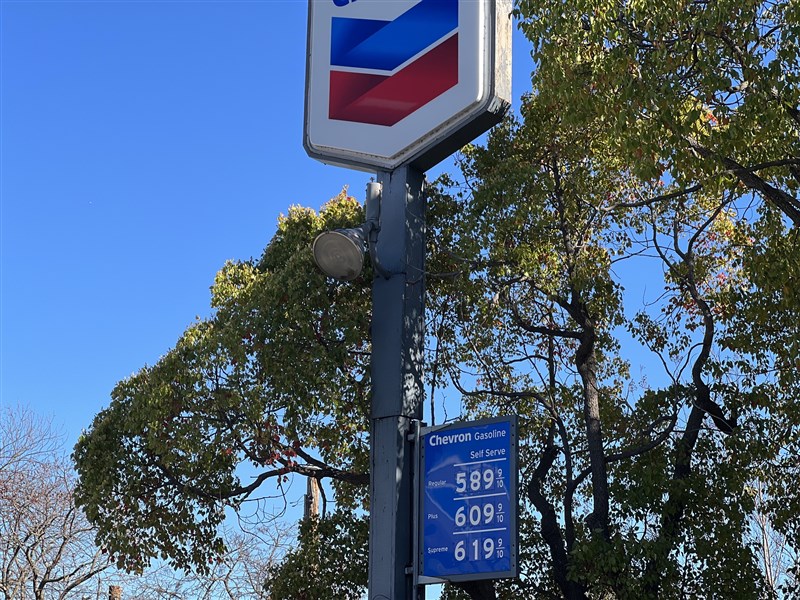 Chevron Gasoline
Self Serve
Regular 589 9/10
Plus 609 9/10
Supreme 619 9/10